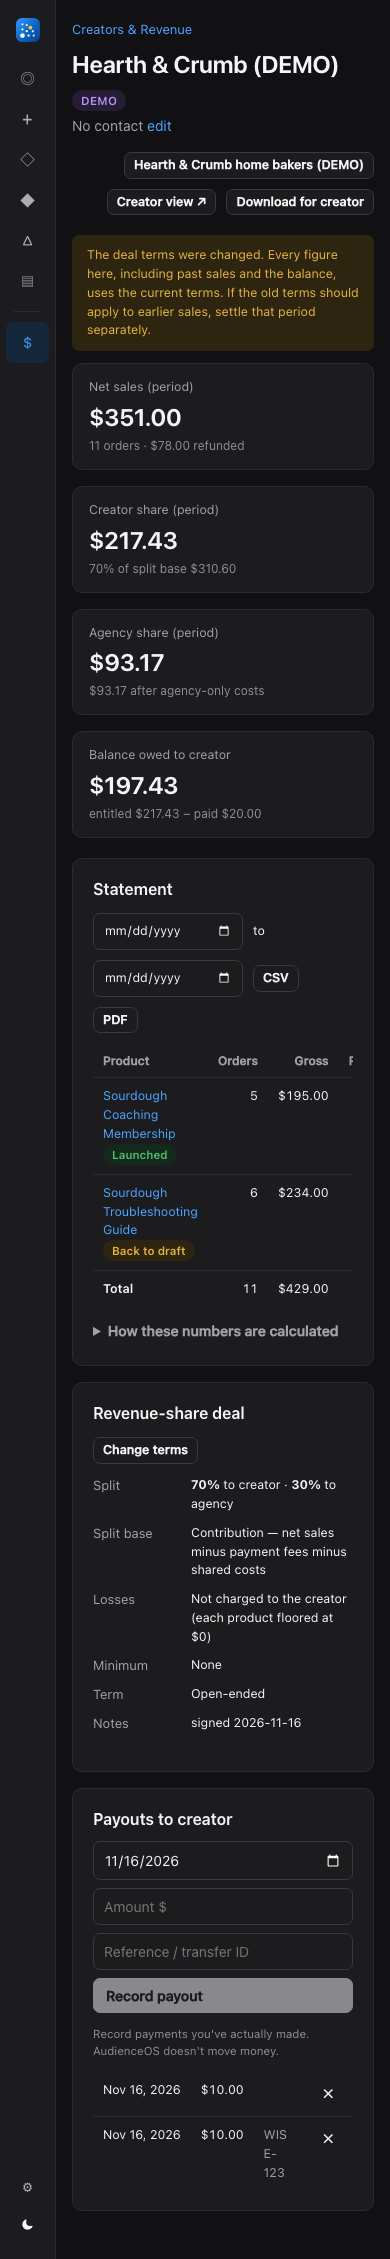 Creators & Revenue
Hearth & Crumb (DEMO)
DEMO
No contact edit
Hearth & Crumb home bakers (DEMO)
Creator view ↗ Download for creator
The deal terms were changed. Every figure
here, including past sales and the balance,
uses the current terms. If the old terms should
apply to earlier sales, settle that period
separately.
$
Net sales (period)
$351.00
11 orders · $78.00 refunded
Creator share (period)
$217.43
70% of split base $310.60
Agency share (period)
$93.17
$93.17 after agency-only costs
Balance owed to creator
$197.43
entitled $217.43 − paid $20.00
Statement
mm/dd/yyyy to
mm/dd/yyyy CSV
PDF
Product Orders Gross
Sourdough 5 $195.00
Coaching
Membership
Launched
Sourdough 6 $234.00
Troubleshooting
Guide
Back to draft
Total 11 $429.00
▶ How these numbers are calculated
Revenue-share deal
Change terms
Split 70% to creator · 30% to
agency
Split base Contribution — net sales
minus payment fees minus
shared costs
Losses Not charged to the creator
(each product floored at
$0)
Minimum None
Term Open-ended
Notes signed 2026-11-16
Payouts to creator
11/16/2026
Amount $
Reference / transfer ID
Record payout
Record payments you've actually made.
AudienceOS doesn't move money.
Nov 16, 2026 $10.00 ✕
Nov 16, 2026 $10.00 WIS ✕
E-
123